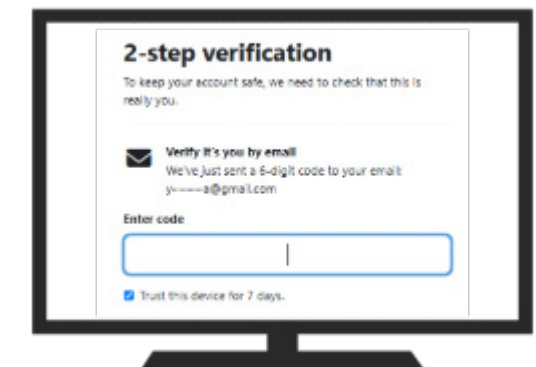 2-step verification
To keep your account safe, we need to check that this is
really you.
Verify it's you by email
We've just sent a 6-digit code to your email:
y-------a@gmail.com
Enter code
Trust this device for 7 days.